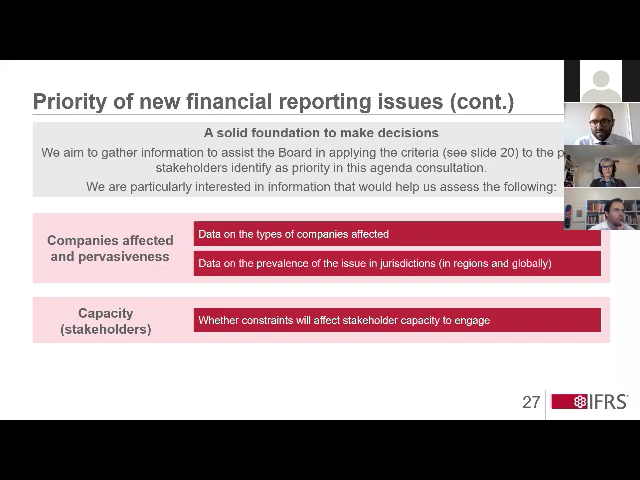 Priority of new financial reporting issues (cont.)
A solid foundation to make decisions
We aim to gather information to assist the Board in applying the criteria (see slide 20) to the p
stakeholders identify as priority in this agenda consultation.
We are particularly interested in information that would help us assess the following:
Companies affected
and pervasiveness
Data on the types of companies affected
Data on the prevalence of the issue in jurisdictions (in regions and globally)
Capacity
(stakeholders)
Whether constraints will affect stakeholder capacity to engage
27
IFRS